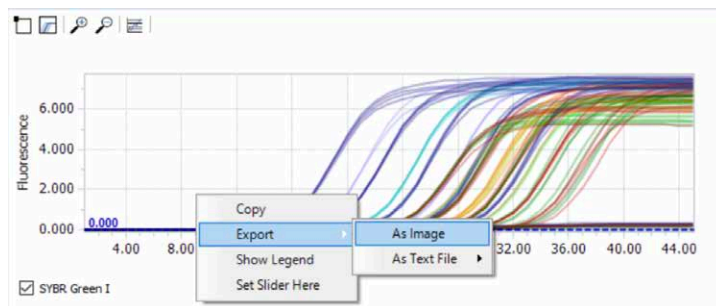 Fluorescence
6.000
4.000
2.000
0.000
0.000
4.00 8.00 32.00 36.00 40.00 44.00
Copy
Export
Show Legend
Set Slider Here
As Image
As Text File
SYBR Green I